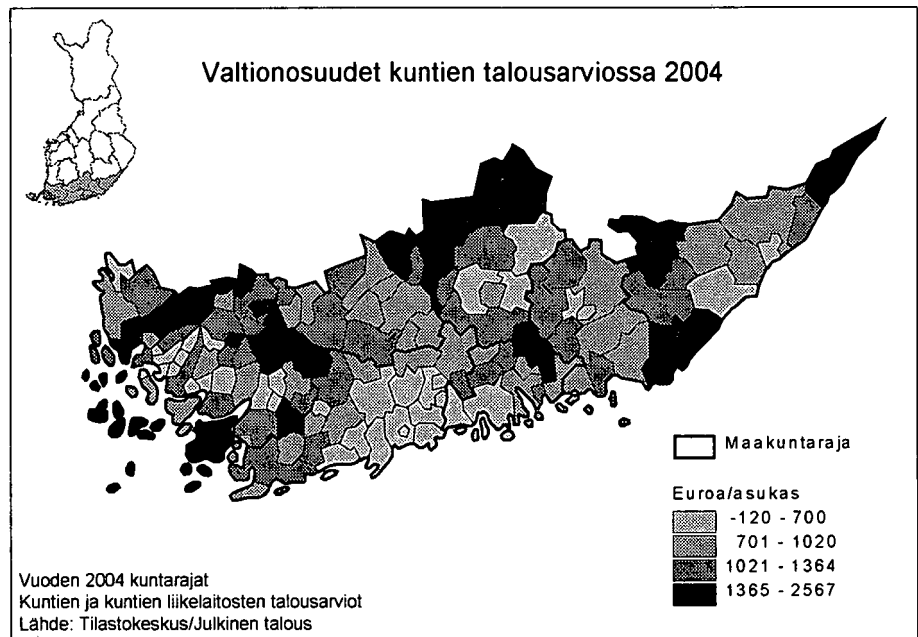 Valtionosuudet kuntien talousarviossa 2004
Maakuntaraja
Euroa/asukas
-120 - 700
701 - 1020
1021 - 1364
1365 - 2567
Vuoden 2004 kuntarajat
Kuntien ja kuntien liikelaitosten talousarviot
Lähde: Tilastokeskus/Julkinen talous